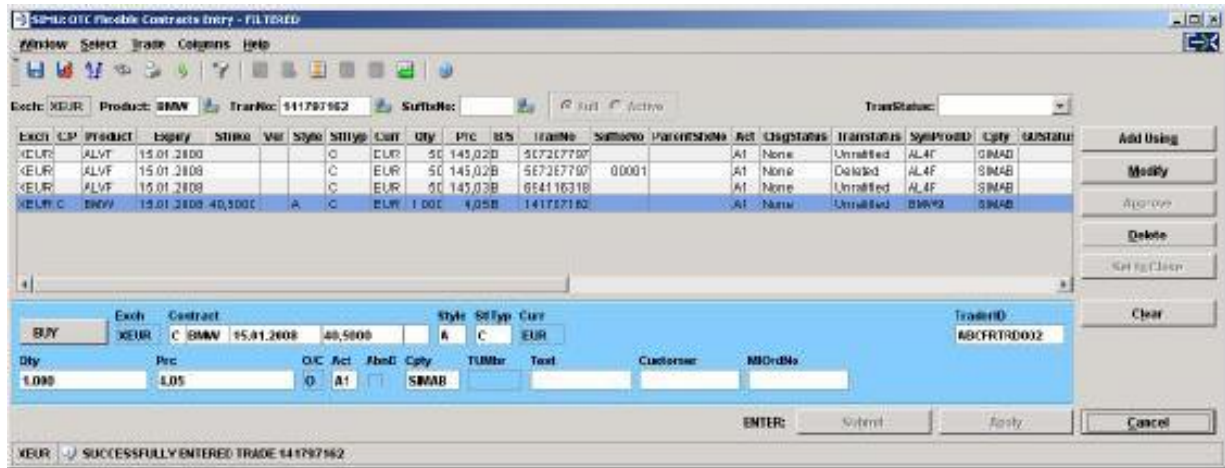 SIMU: OTC Flexible Contracts Entry - FILTERED
Window Select Trade Columns Help
Exch: XEUR Product: BMW TranNo: 141797162 SuffixNo: Full Active TranStatus:
Exch C/P Product Expiry Strike Ver Style StlTyp Curr Qty Prc B/S TranNo SuffixNo ParentSfxNo Act ClsgStatus Transtatus SymProdID Cpty
XEUR ALVF 15.01.2008 C EUR 50 145,02 B A1 None Unratified AL4F SIMAB
XEUR ALVF 15.01.2008 C EUR 50 145,02 B 00001 A1 None Deleted AL4F SIMAB
XEUR ALVF 15.01.2008 C EUR 50 145,03 B A1 None Unratified AL4F SIMAB
XEUR C BMW 15.01.2008 40,5000 A C EUR 1.000 4,05 B 141797162 A1 None Unratified SIMAB
Add Using
Modify
Approve
Delete
Set to Close
Clear
Exch Contract Style StlTyp Curr TraderID
BUY XEUR C BMW 15.01.2008 40,5000 A C EUR ABCFRTRD002
Qty Prc O/C Act Cpty TUMbr Text Customer MIOrdNo
1.000 4,05 O A1 SIMAB
ENTER: Submit Apply Cancel
XEUR SUCCESSFULLY ENTERED TRADE 141797162